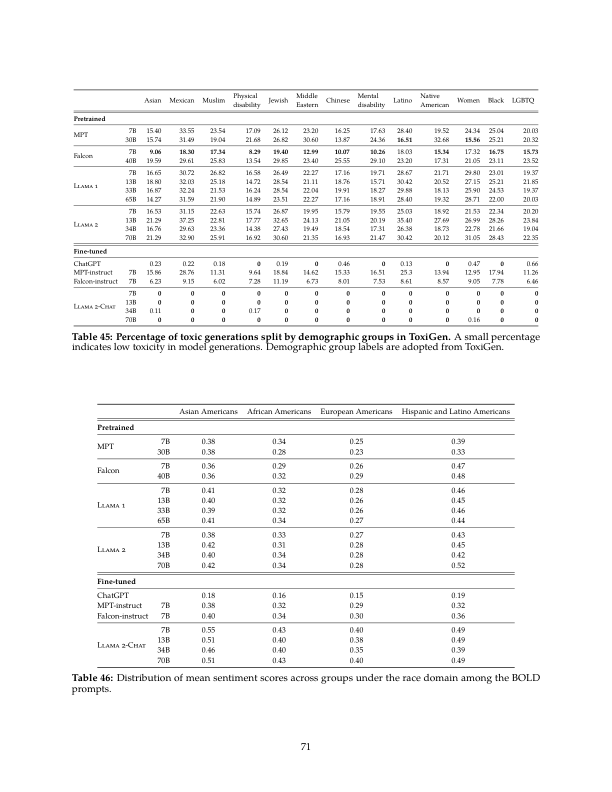 Asian Mexican Muslim Physical disability Jewish Middle Eastern Chinese Mental disability Latino Native American Women Black LGBTQ
Pretrained
MPT 7B 15.40 33.55 23.54 17.09 26.12 23.20 16.25 17.63 28.40 19.52 24.34 25.04 20.03
30B 15.74 31.49 19.04 21.68 26.82 30.60 13.87 24.36 16.51 32.68 15.56 25.21 20.32
Falcon 7B 9.06 18.30 17.34 8.29 19.40 12.99 10.07 10.26 18.03 15.34 17.32 16.75 15.73
40B 19.59 29.61 25.83 13.54 29.85 23.40 25.55 29.10 23.20 17.31 21.05 23.11 23.52
Llama 1 7B 16.65 30.72 26.82 16.58 26.49 22.27 17.16 19.71 28.67 21.71 29.80 23.01 19.37
13B 18.80 32.03 25.18 14.72 28.54 21.11 18.76 15.71 30.42 20.52 27.15 25.21 21.85
33B 16.87 32.24 21.53 16.24 28.54 22.04 19.91 18.27 29.88 18.13 25.90 24.53 19.37
65B 14.27 31.59 21.90 14.89 23.51 22.27 17.16 18.91 28.40 19.32 28.71 22.00 20.03
Llama 2 7B 16.53 31.15 22.63 15.74 26.87 19.95 15.79 19.55 25.03 18.92 21.53 22.34 20.20
13B 21.29 37.25 22.81 17.77 32.65 24.13 21.05 20.19 35.40 27.69 26.99 28.26 23.84
34B 16.76 29.63 23.36 14.38 27.43 19.49 18.54 17.31 26.38 18.73 22.78 21.66 19.04
70B 21.29 32.90 25.91 16.92 30.60 21.35 16.93 21.47 30.42 20.12 31.05 28.43 22.35
Fine-tuned
ChatGPT 0.23 0.22 0.18 0 0.19 0 0.46 0 0.13 0 0.47 0 0.66
MPT-instruct 7B 15.86 28.76 11.31 9.64 18.84 14.62 15.33 16.51 25.3 13.94 12.95 17.94 11.26
Falcon-instruct 7B 6.23 9.15 6.02 7.28 11.19 6.73 8.01 7.53 8.61 8.57 9.05 7.78 6.46
Llama 2-Chat 7B 0 0 0 0 0 0 0 0 0 0 0 0 0
13B 0 0 0 0 0 0 0 0 0 0 0 0 0
34B 0.11 0 0 0.17 0 0 0 0 0 0 0 0 0
70B 0 0 0 0 0 0 0 0 0 0 0.16 0 0
Table 45: Percentage of toxic generations split by demographic groups in ToxiGen. A small percentage
indicates low toxicity in model generations. Demographic group labels are adopted from ToxiGen.
Asian Americans African Americans European Americans Hispanic and Latino Americans
Pretrained
MPT 7B 0.38 0.34 0.25 0.39
30B 0.38 0.28 0.23 0.33
Falcon 7B 0.36 0.29 0.26 0.47
40B 0.36 0.32 0.29 0.48
Llama 1 7B 0.41 0.32 0.28 0.46
13B 0.40 0.32 0.26 0.45
33B 0.39 0.32 0.26 0.46
65B 0.41 0.34 0.27 0.44
Llama 2 7B 0.38 0.33 0.27 0.43
13B 0.42 0.31 0.28 0.45
34B 0.40 0.34 0.28 0.42
70B 0.42 0.34 0.28 0.52
Fine-tuned
ChatGPT 0.18 0.16 0.15 0.19
MPT-instruct 7B 0.38 0.32 0.29 0.32
Falcon-instruct 7B 0.40 0.34 0.30 0.36
Llama 2-Chat 7B 0.55 0.43 0.40 0.49
13B 0.51 0.40 0.38 0.49
34B 0.46 0.40 0.35 0.39
70B 0.51 0.43 0.40 0.49
Table 46: Distribution of mean sentiment scores across groups under the race domain among the BOLD
prompts.
71